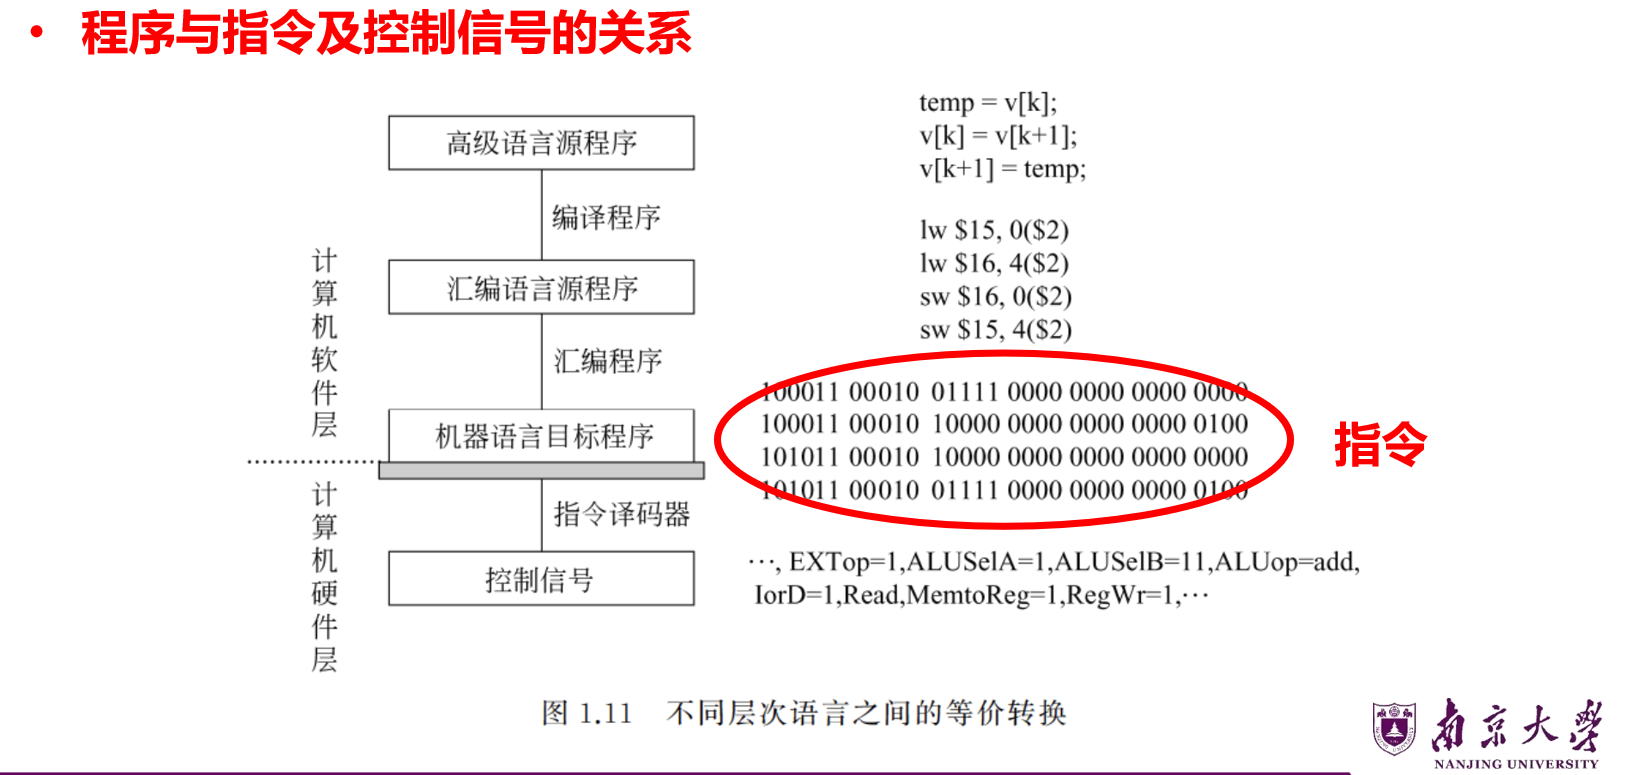 • 程序与指令及控制信号的关系
高级语言源程序
编译程序
汇编语言源程序
汇编程序
机器语言目标程序
指令译码器
控制信号
计算机软件层
计算机硬件层
temp = v[k];
v[k] = v[k+1];
v[k+1] = temp;
lw $15, 0($2)
lw $16, 4($2)
sw $16, 0($2)
sw $15, 4($2)
100011 00010 01111 0000 0000 0000 0000
100011 00010 10000 0000 0000 0000 0100
101011 00010 10000 0000 0000 0000 0000
101011 00010 01111 0000 0000 0000 0100
指令
…, EXTop=1,ALUSelA=1,ALUSelB=11,ALUop=add,
IorD=1,Read,MemtoReg=1,RegWr=1,…
图 1.11 不同层次语言之间的等价转换
南京大学
NANJING UNIVERSITY